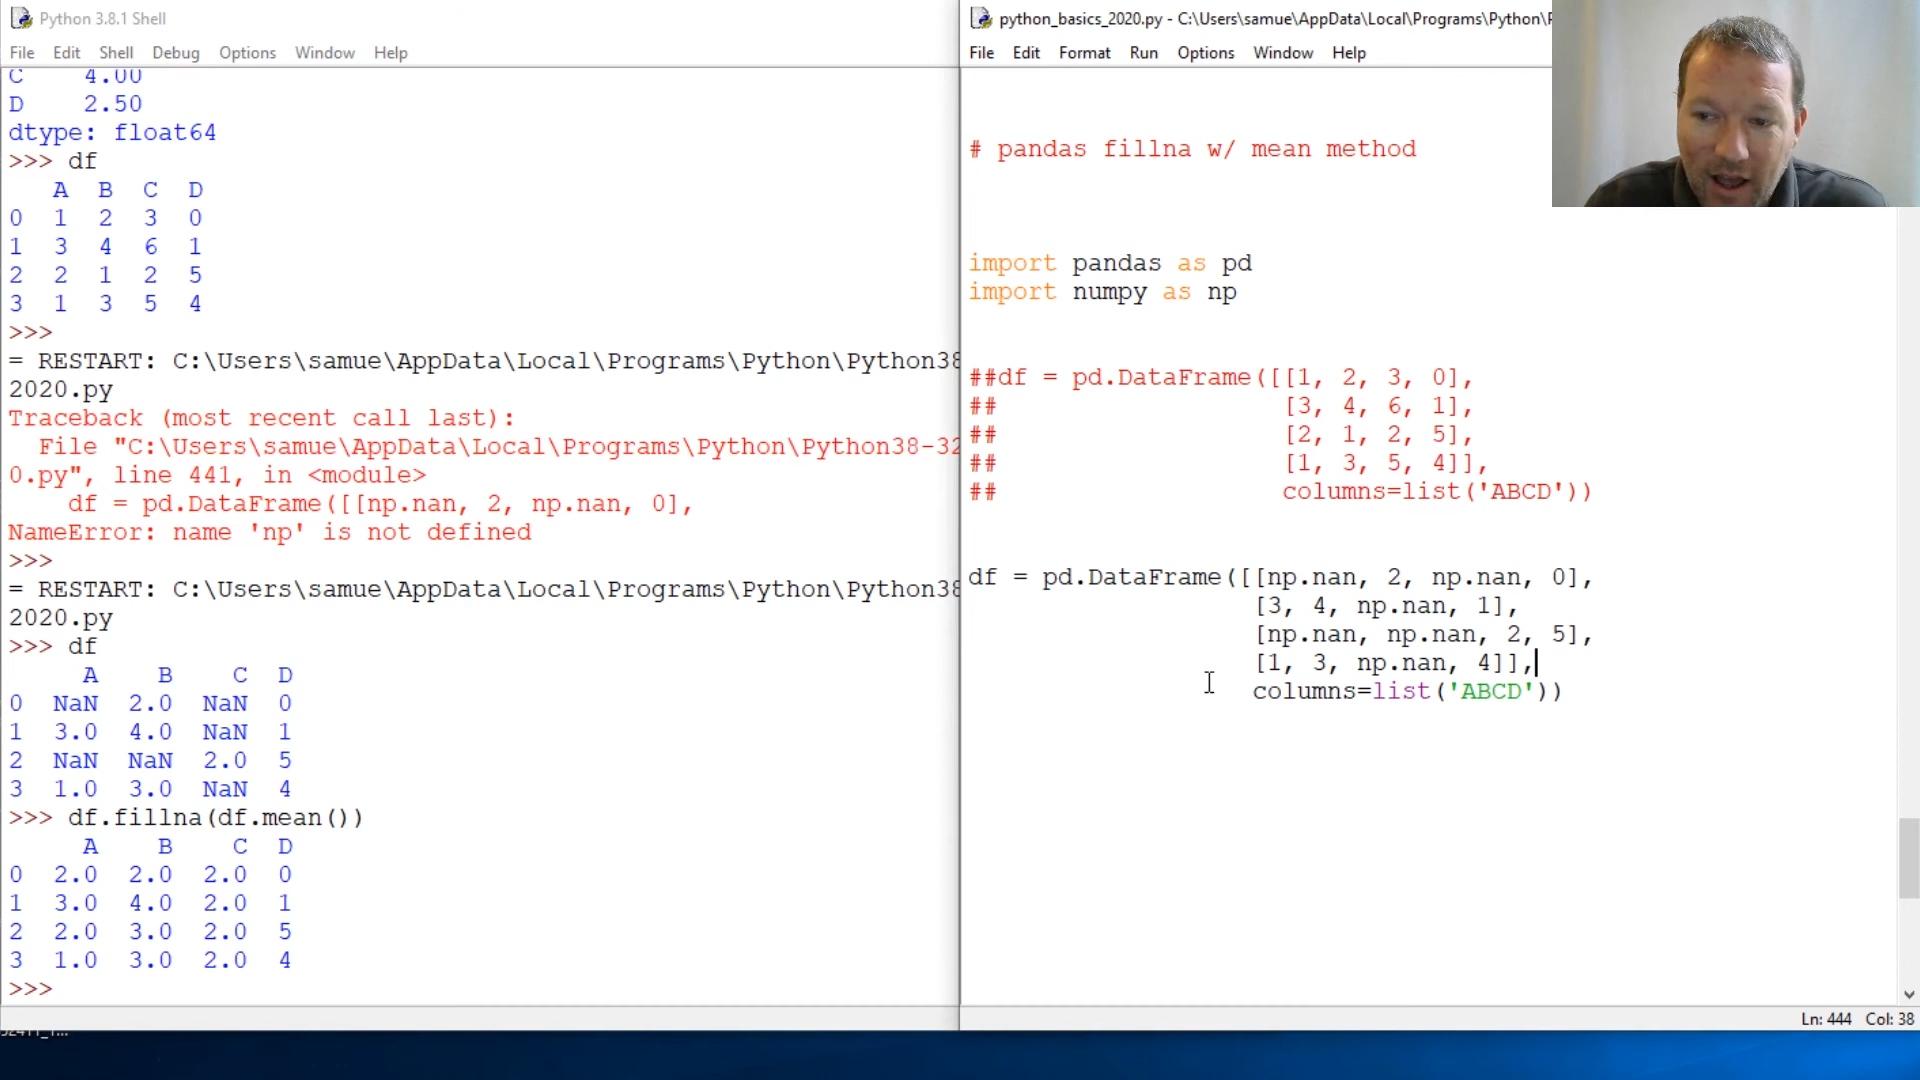 Python 3.8.1 Shell
File Edit Shell Debug Options Window Help
C 4.00
D 2.50
dtype: float64
>>> df
A B C D
0 1 2 3 0
1 3 4 6 1
2 2 1 2 5
3 1 3 5 4
>>>
= RESTART: C:\Users\samue\AppData\Local\Programs\Python\Python38
2020.py
Traceback (most recent call last):
File "C:\Users\samue\AppData\Local\Programs\Python\Python38-32
0.py", line 441, in <module>
df = pd.DataFrame([[np.nan, 2, np.nan, 0],
NameError: name 'np' is not defined
>>>
= RESTART: C:\Users\samue\AppData\Local\Programs\Python\Python38
2020.py
>>> df
A B C D
0 NaN 2.0 NaN 0
1 3.0 4.0 NaN 1
2 NaN NaN 2.0 5
3 1.0 3.0 NaN 4
>>> df.fillna(df.mean())
A B C D
0 2.0 2.0 2.0 0
1 3.0 4.0 2.0 1
2 2.0 3.0 2.0 5
3 1.0 3.0 2.0 4
>>>
python_basics_2020.py - C:\Users\samue\AppData\Local\Programs\Python\
File Edit Format Run Options Window Help
# pandas fillna w/ mean method
import pandas as pd
import numpy as np
##df = pd.DataFrame([[1, 2, 3, 0],
## [3, 4, 6, 1],
## [2, 1, 2, 5],
## [1, 3, 5, 4]],
## columns=list('ABCD'))
df = pd.DataFrame([[np.nan, 2, np.nan, 0],
[3, 4, np.nan, 1],
[np.nan, np.nan, 2, 5],
[1, 3, np.nan, 4]],
columns=list('ABCD'))
Ln: 444 Col: 38